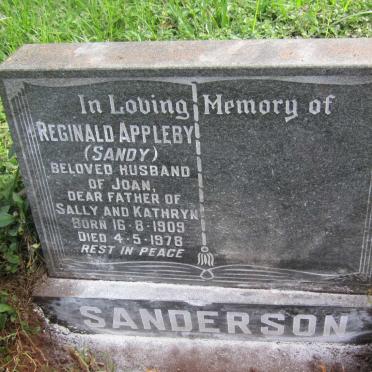 In Loving Memory of
REGINALD APPLEBY
(SANDY)
BELOVED HUSBAND
OF JOAN,
DEAR FATHER OF
SALLY AND KATHRYN
BORN 16-8-1909
DIED 4-5-1978
REST IN PEACE
SANDERSON